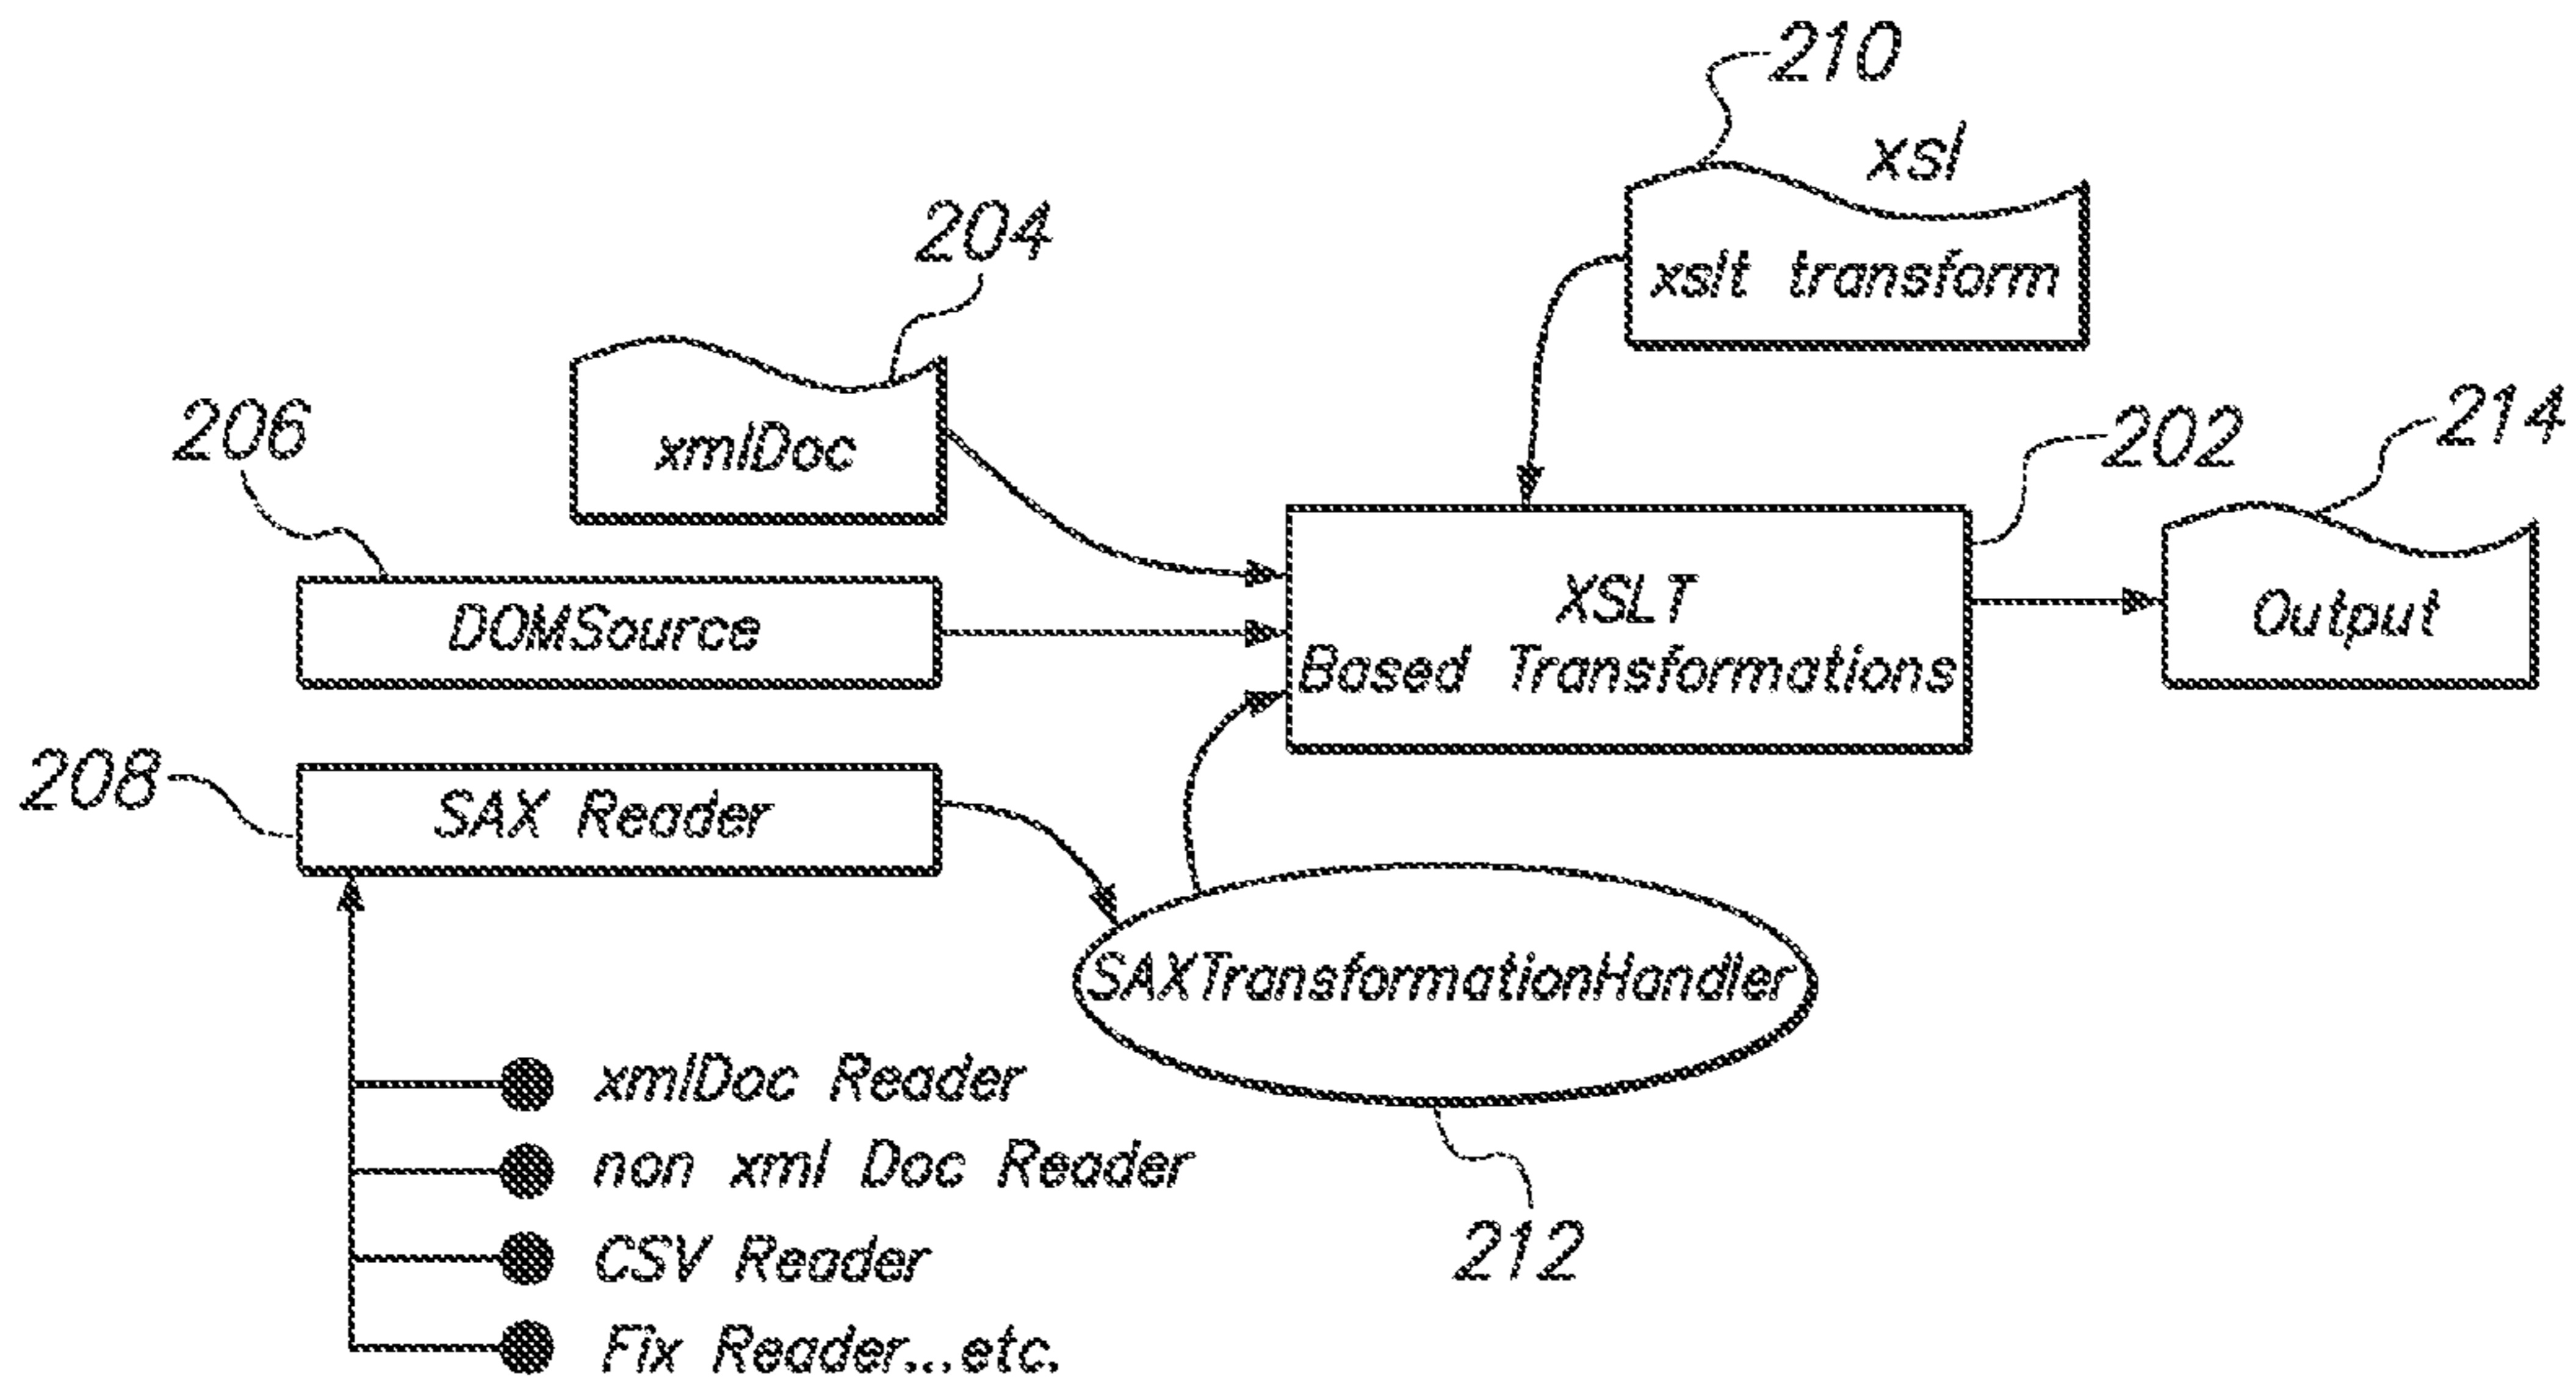 210
xsl
xslt transform
204
xmlDoc
206
DOMSource
202
214
XSLT
Based Transformations
Output
208
SAX Reader
SAXTransformationHandler
212
xmlDoc Reader
non xml Doc Reader
CSV Reader
Fix Reader...etc.